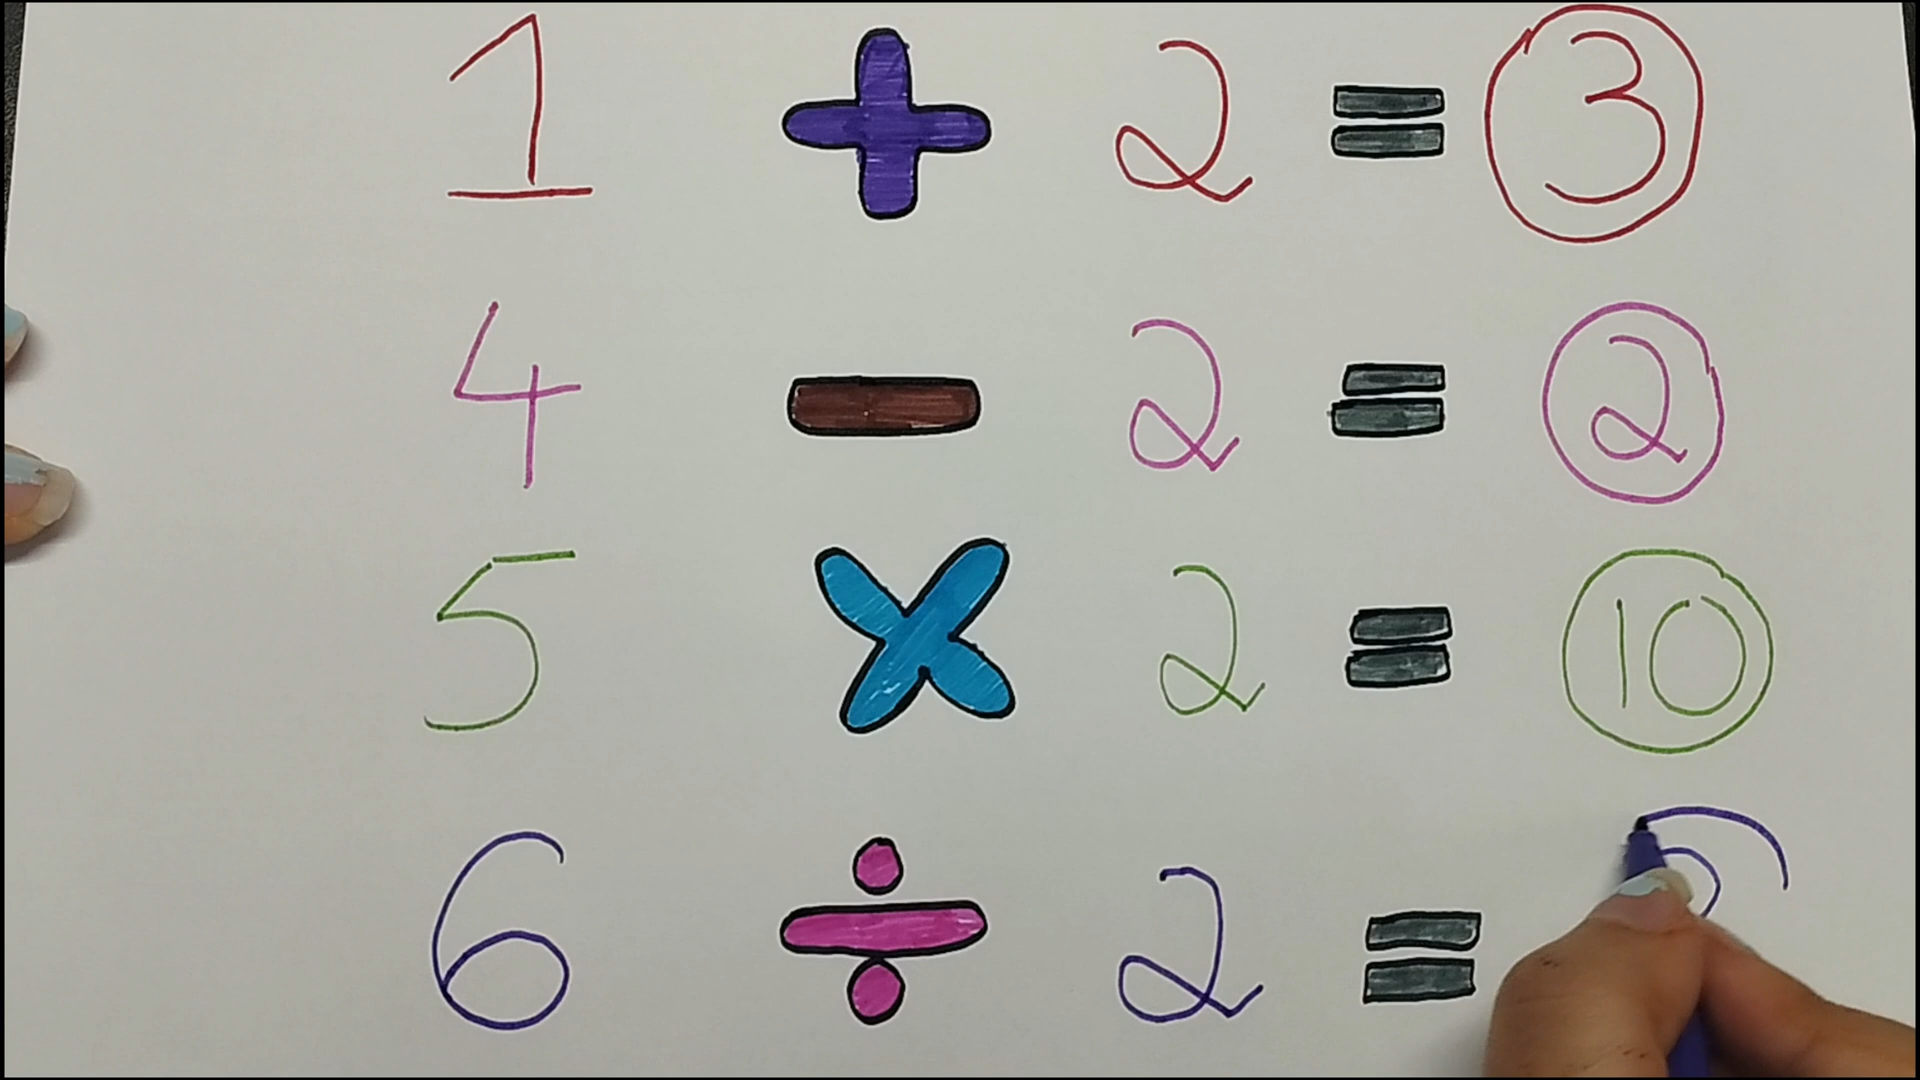 1 + 2 = 3
4 - 2 = 2
5 × 2 = 10
6 ÷ 2 =